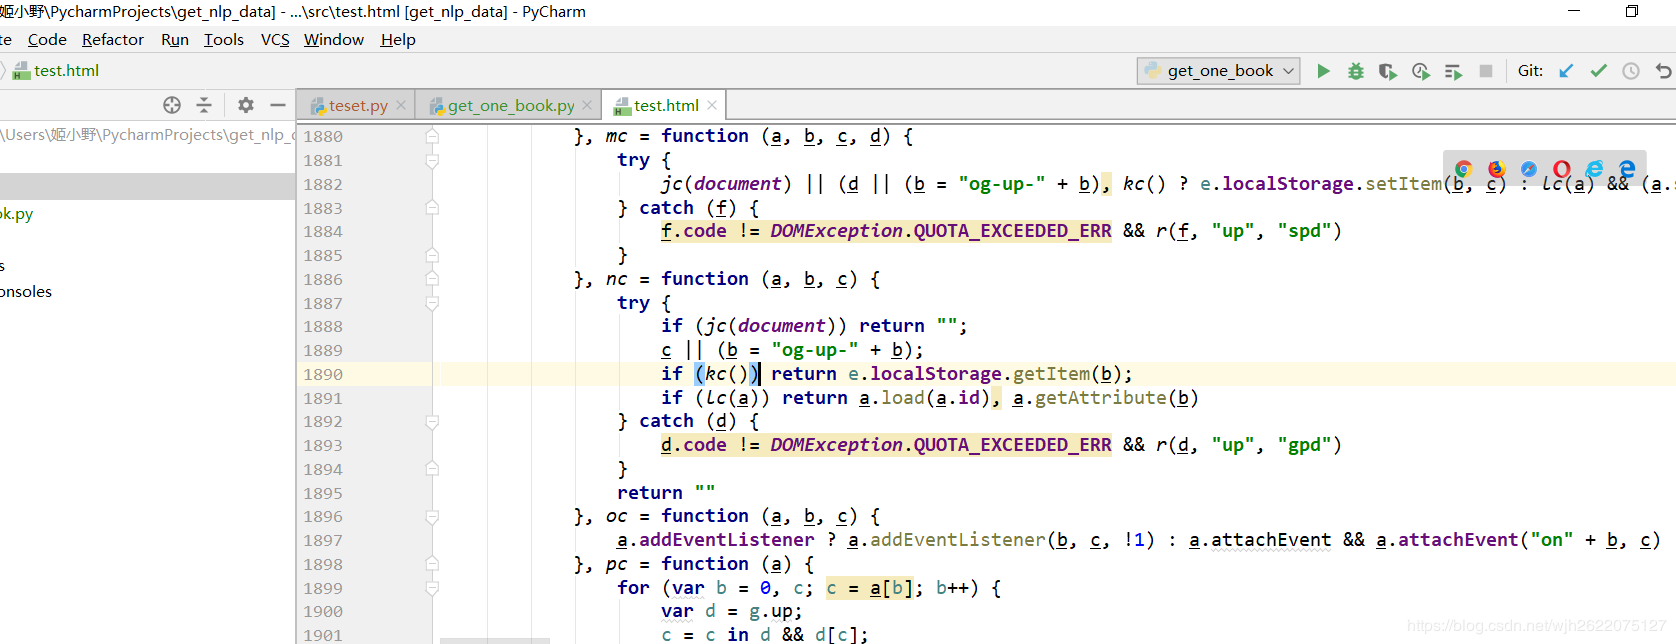 姬小野\PycharmProjects\get_nlp_data] - ...\src\test.html [get_nlp_data] - PyCharm
te Code Refactor Run Tools VCS Window Help
test.html
get_one_book
Git:
teset.py
get_one_book.py
test.html
\Users\姬小野\PycharmProjects\get_nlp_d
ok.py
s
onsoles
1880 }, mc = function (a, b, c, d) {
1881 try {
1882 jc(document) || (d || (b = "og-up-" + b), kc() ? e.localStorage.setItem(b, c) : lc(a) && (a.s
1883 } catch (f) {
1884 f.code != DOMException.QUOTA_EXCEEDED_ERR && r(f, "up", "spd")
1885 }
1886 }, nc = function (a, b, c) {
1887 try {
1888 if (jc(document)) return "";
1889 c || (b = "og-up-" + b);
1890 if (kc()) return e.localStorage.getItem(b);
1891 if (lc(a)) return a.load(a.id), a.getAttribute(b)
1892 } catch (d) {
1893 d.code != DOMException.QUOTA_EXCEEDED_ERR && r(d, "up", "gpd")
1894 }
1895 return ""
1896 }, oc = function (a, b, c) {
1897 a.addEventListener ? a.addEventListener(b, c, !1) : a.attachEvent && a.attachEvent("on" + b, c)
1898 }, pc = function (a) {
1899 for (var b = 0, c; c = a[b]; b++) {
1900 var d = g.up;
1901 c = c in d && d[c];
https://blog.csdn.net/wjh2622075127